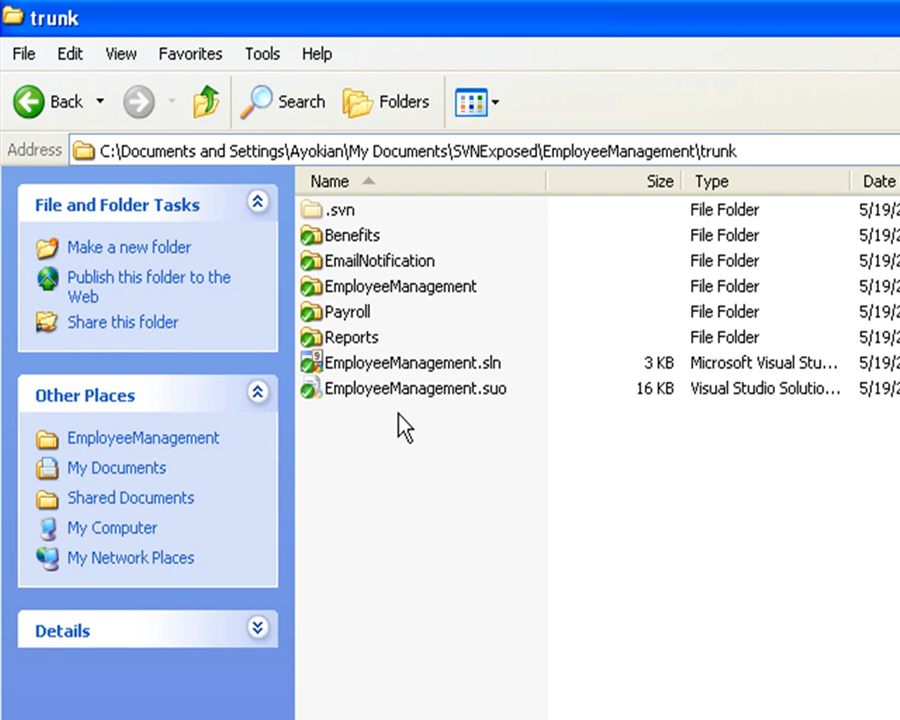 trunk
File Edit View Favorites Tools Help
Back Search Folders
Address C:\Documents and Settings\Ayokian\My Documents\SVNExposed\EmployeeManagement\trunk
Name Size Type Date
File and Folder Tasks
Make a new folder
Publish this folder to the
Web
Share this folder
Other Places
EmployeeManagement
My Documents
Shared Documents
My Computer
My Network Places
Details
.svn File Folder 5/19/2
Benefits File Folder 5/19/2
EmailNotification File Folder 5/19/2
EmployeeManagement File Folder 5/19/2
Payroll File Folder 5/19/2
Reports File Folder 5/19/2
EmployeeManagement.sln 3 KB Microsoft Visual Stu... 5/19/2
EmployeeManagement.suo 16 KB Visual Studio Solutio... 5/19/2